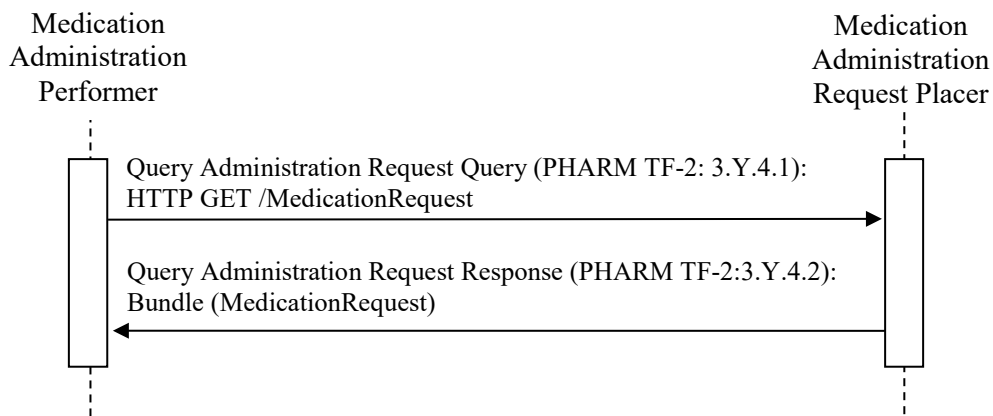 Medication
Administration
Performer
Medication
Administration
Request Placer
Query Administration Request Query (PHARM TF-2: 3.Y.4.1):
HTTP GET /MedicationRequest
Query Administration Request Response (PHARM TF-2:3.Y.4.2):
Bundle (MedicationRequest)